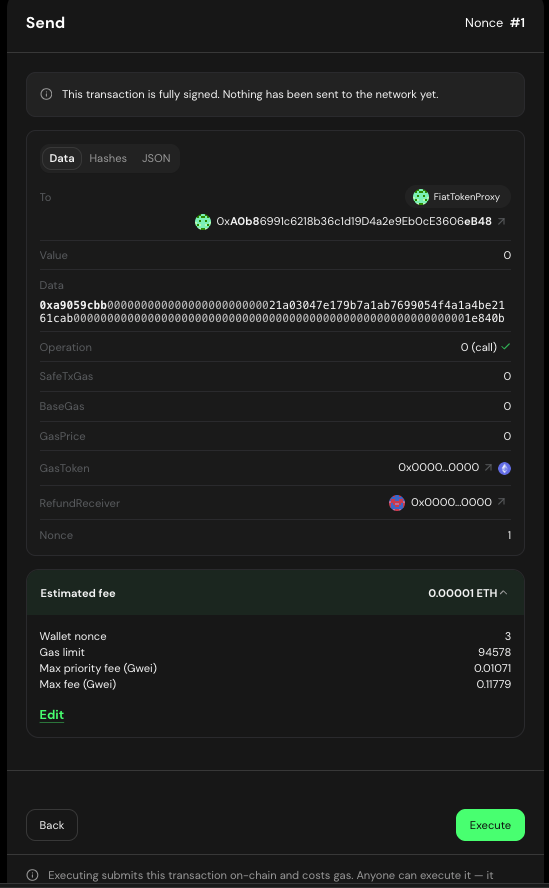 Send
Nonce #1
This transaction is fully signed. Nothing has been sent to the network yet.
Data Hashes JSON
To FiatTokenProxy
0xA0b86991c6218b36c1d19D4a2e9Eb0cE3606eB48
Value 0
Data
0xa9059cbb00000000000000000000000021a03047e179b7a1ab7699054f4a1a4be21
61cab00000000000000000000000000000000000000000000000000000000001e840b
Operation 0 (call)
SafeTxGas 0
BaseGas 0
GasPrice 0
GasToken 0x0000...0000
RefundReceiver 0x0000...0000
Nonce 1
Estimated fee 0.00001 ETH
Wallet nonce 3
Gas limit 94578
Max priority fee (Gwei) 0.01071
Max fee (Gwei) 0.11779
Edit
Back Execute
Executing submits this transaction on-chain and costs gas. Anyone can execute it — it